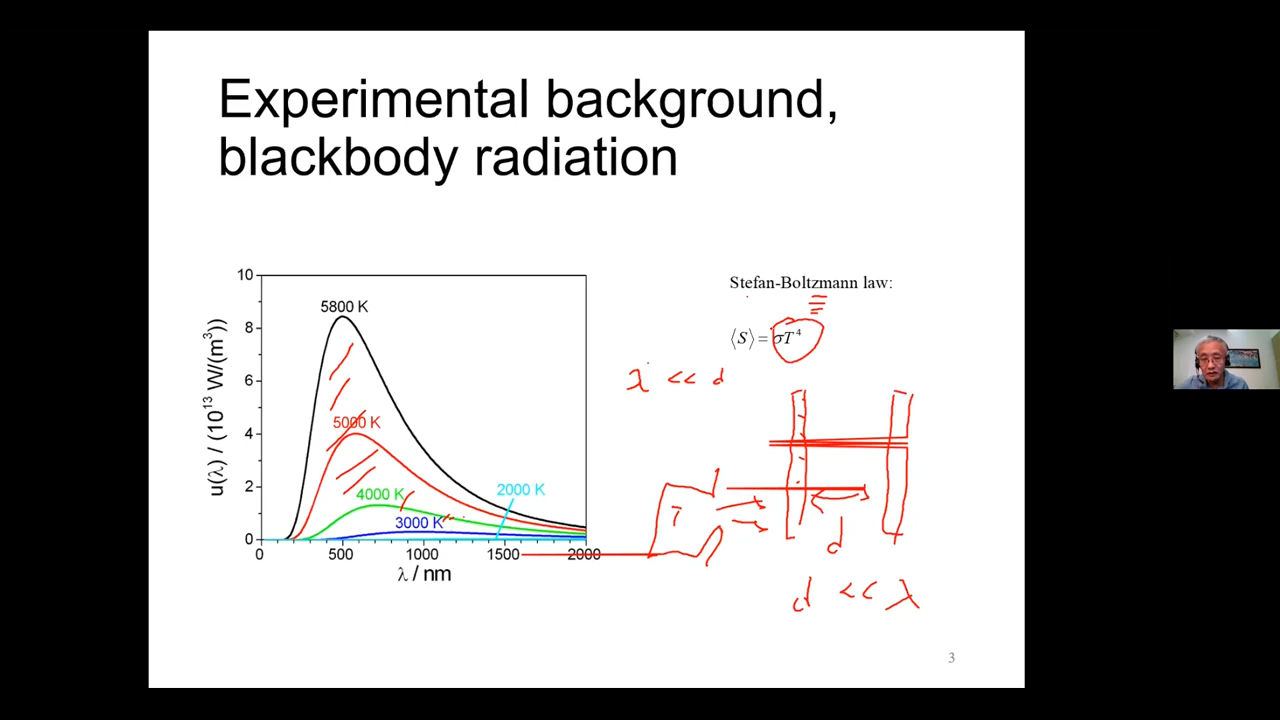 Experimental background,
blackbody radiation
Stefan-Boltzmann law:
⟨S⟩ = σT⁴
λ << d
u(λ) / (10¹³ W/(m³))
10
8
6
4
2
0
5800 K
5000 K
4000 K
3000 K
2000 K
0 500 1000 1500 2000
λ / nm
T
d
d << λ
3